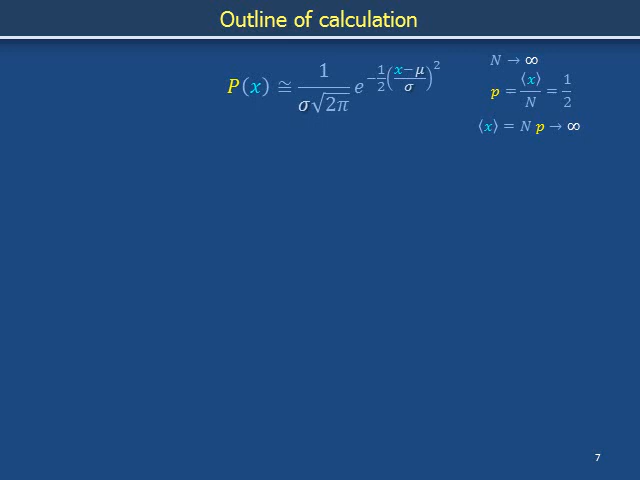 Outline of calculation
P(x) ≅ 1/(σ√2π) e^(−1/2((x−μ)/σ)^2)
N → ∞
p = ⟨x⟩/N = 1/2
⟨x⟩ = N p → ∞
7